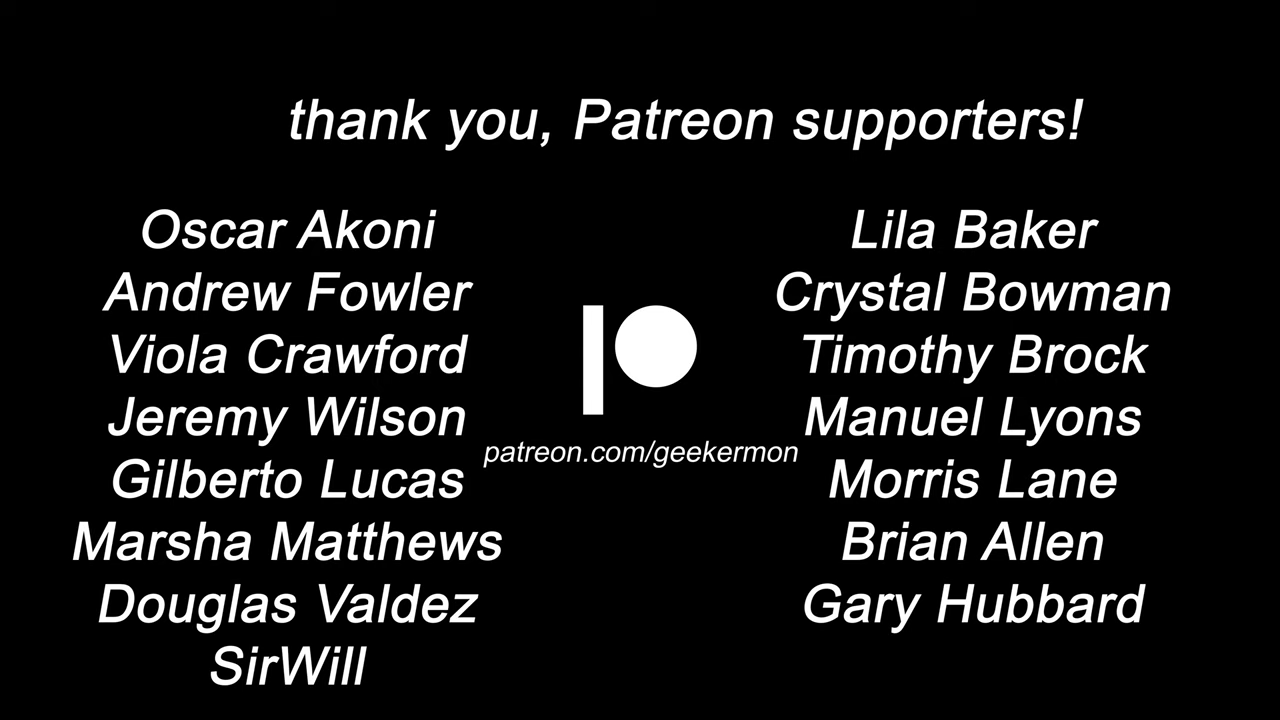 thank you, Patreon supporters!
Oscar Akoni
Andrew Fowler
Viola Crawford
Jeremy Wilson
Gilberto Lucas
Marsha Matthews
Douglas Valdez
SirWill
patreon.com/geekermon
Lila Baker
Crystal Bowman
Timothy Brock
Manuel Lyons
Morris Lane
Brian Allen
Gary Hubbard